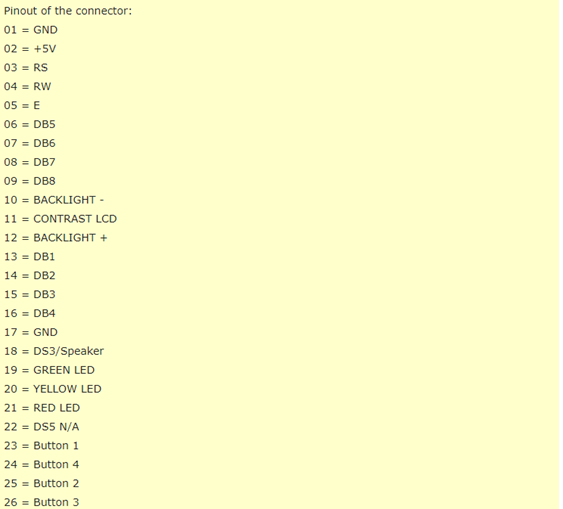 Pinout of the connector:
01 = GND
02 = +5V
03 = RS
04 = RW
05 = E
06 = DB5
07 = DB6
08 = DB7
09 = DB8
10 = BACKLIGHT -
11 = CONTRAST LCD
12 = BACKLIGHT +
13 = DB1
14 = DB2
15 = DB3
16 = DB4
17 = GND
18 = DS3/Speaker
19 = GREEN LED
20 = YELLOW LED
21 = RED LED
22 = DS5 N/A
23 = Button 1
24 = Button 4
25 = Button 2
26 = Button 3